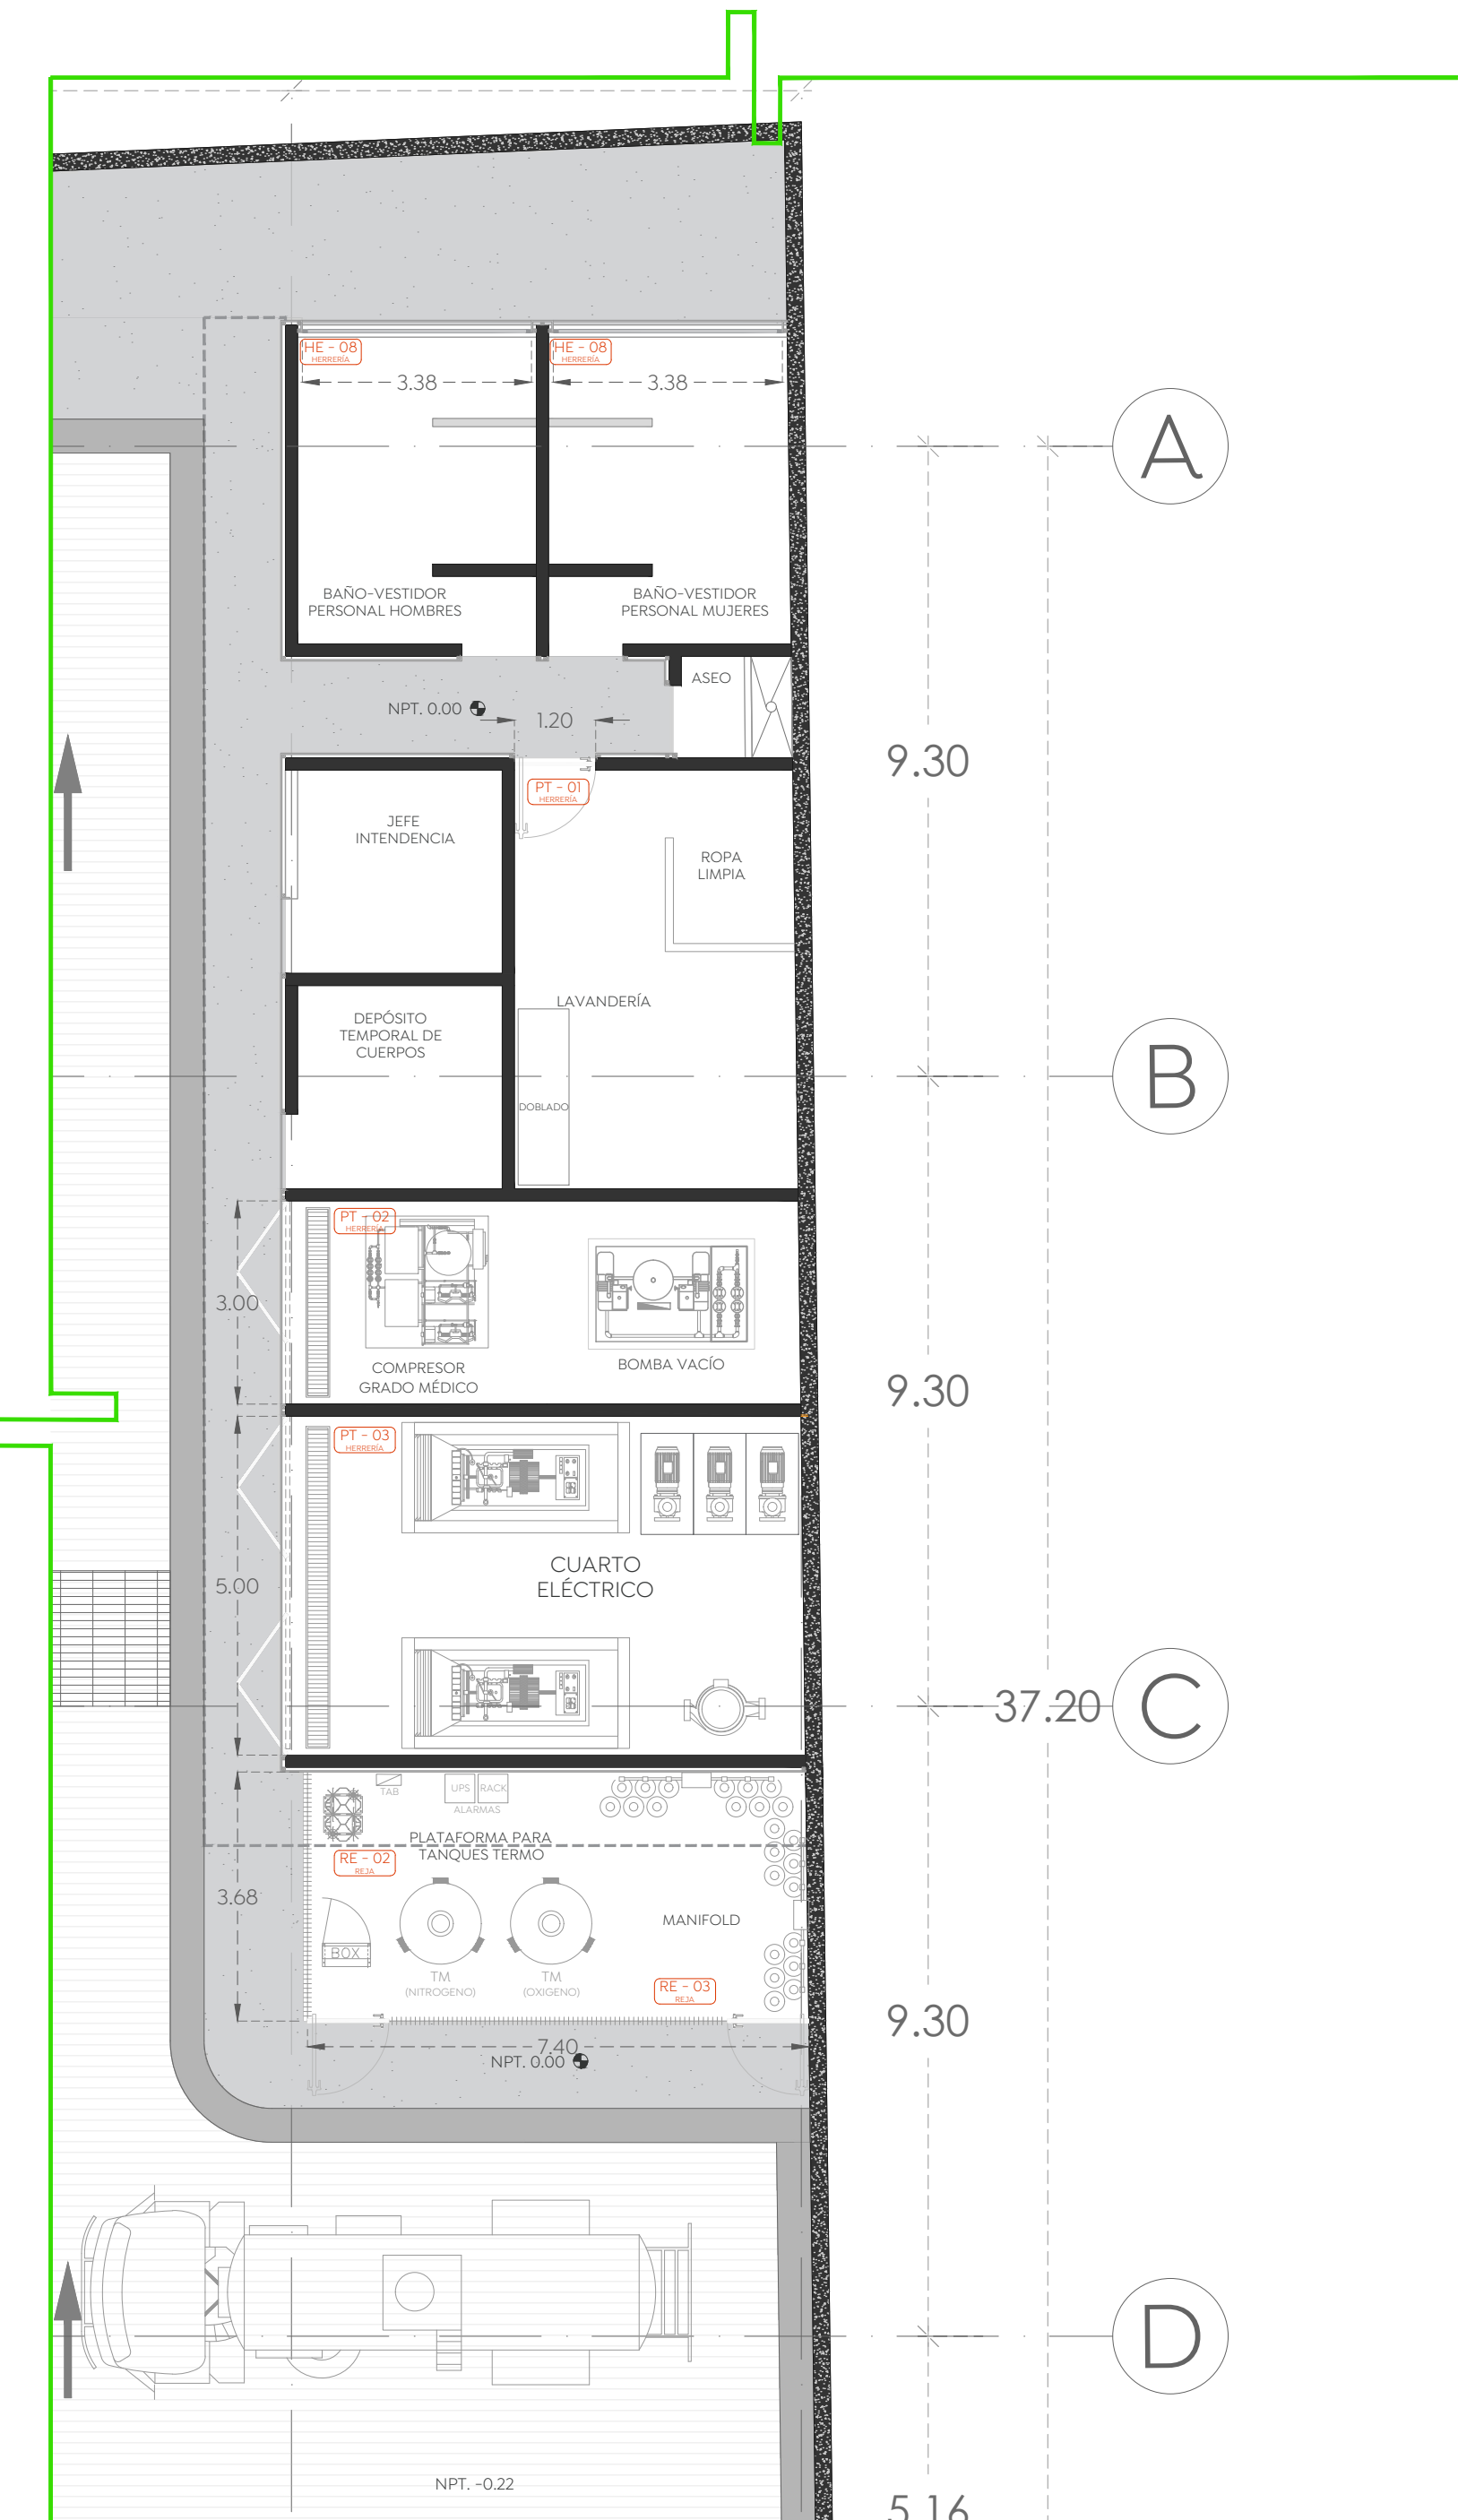 HE - 08
HERRERÍA
HE - 08
HERRERÍA
3.38
3.38
A
BAÑO-VESTIDOR
PERSONAL HOMBRES
BAÑO-VESTIDOR
PERSONAL MUJERES
ASEO
NPT. 0.00
1.20
9.30
PT - 01
HERRERÍA
JEFE
INTENDENCIA
ROPA
LIMPIA
LAVANDERÍA
DEPÓSITO
TEMPORAL DE
CUERPOS
B
DOBLADO
PT - 02
HERRERÍA
3.00
COMPRESOR
GRADO MÉDICO
BOMBA VACÍO
9.30
PT - 03
HERRERÍA
CUARTO
ELÉCTRICO
5.00
37.20
C
TAB
UPS
RACK
ALARMAS
PLATAFORMA PARA
TANQUES TERMO
RE - 02
REJA
3.68
MANIFOLD
BOX
TM
(NITROGENO)
TM
(OXIGENO)
RE - 03
REJA
9.30
7.40
NPT. 0.00
D
NPT. -0.22
5.16